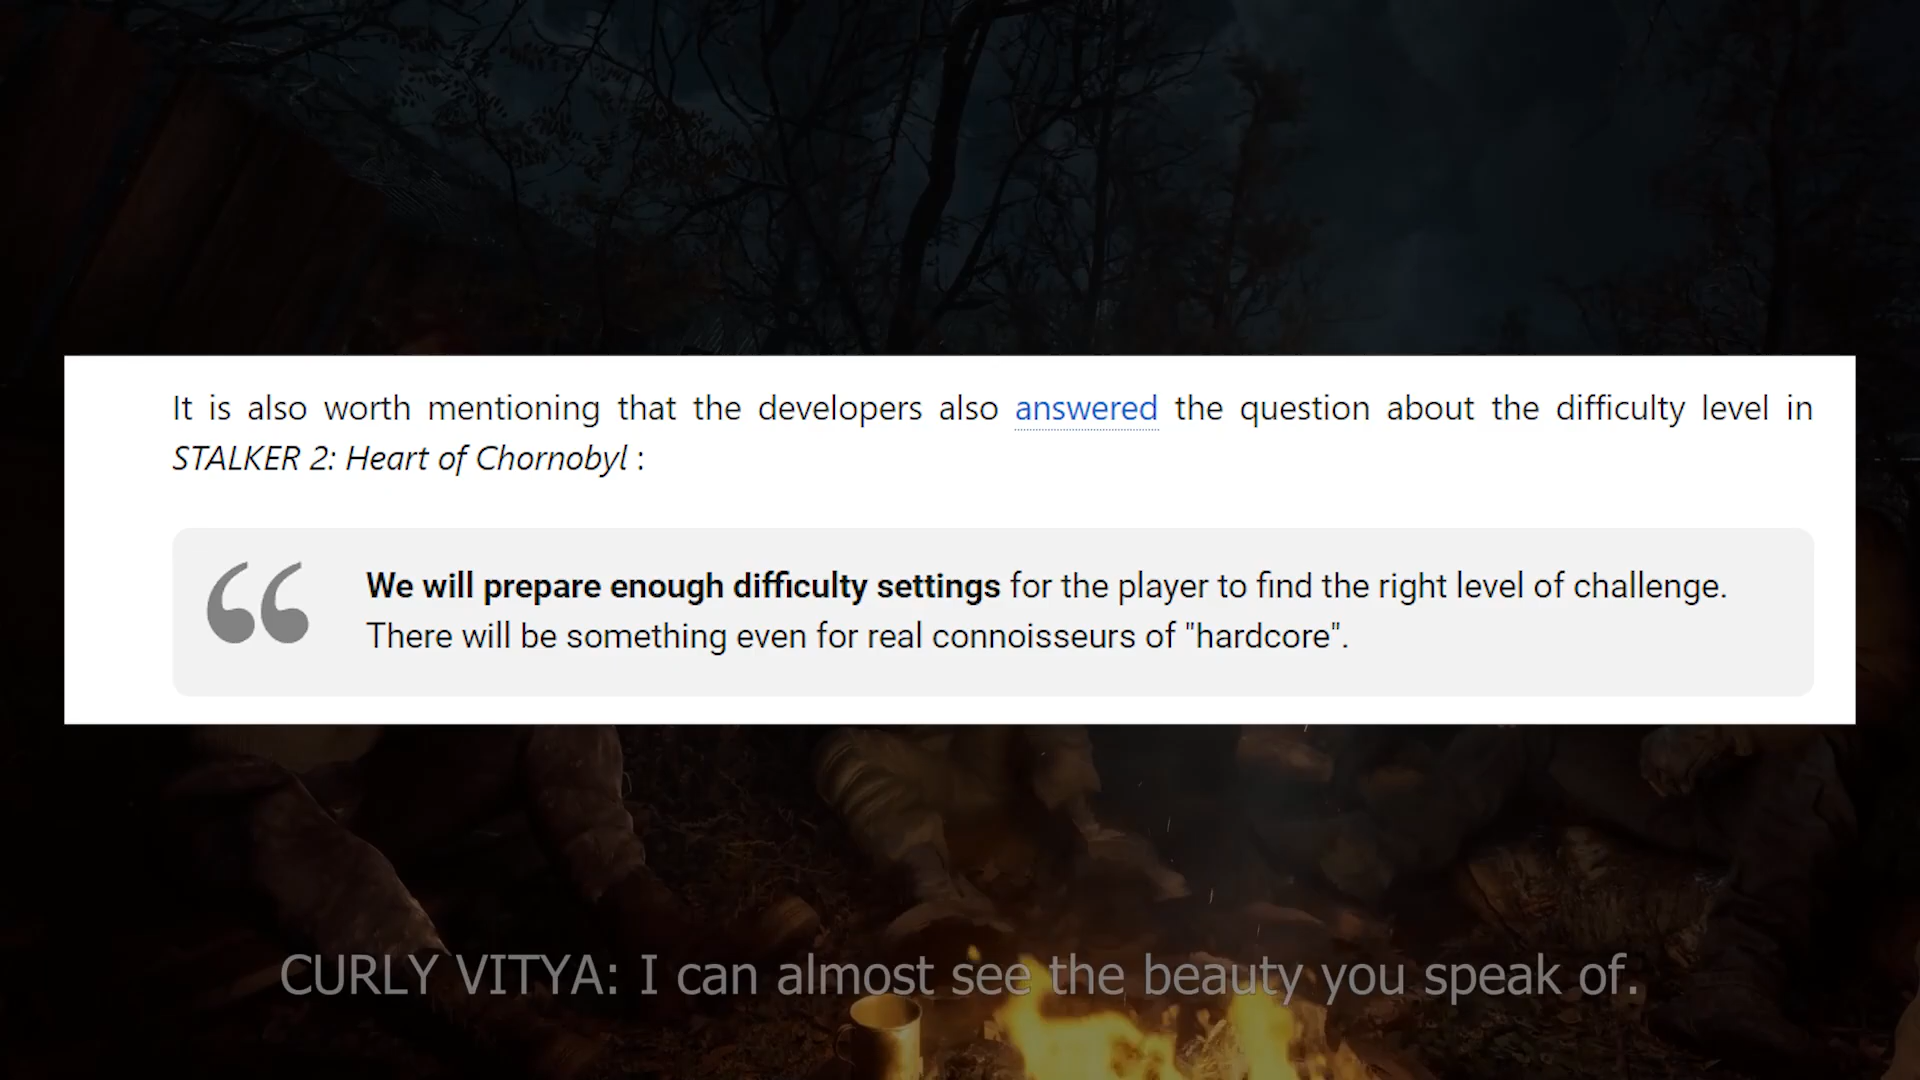 It is also worth mentioning that the developers also answered the question about the difficulty level in
STALKER 2: Heart of Chornobyl :
We will prepare enough difficulty settings for the player to find the right level of challenge.
There will be something even for real connoisseurs of "hardcore".
CURLY VITYA: I can almost see the beauty you speak of.